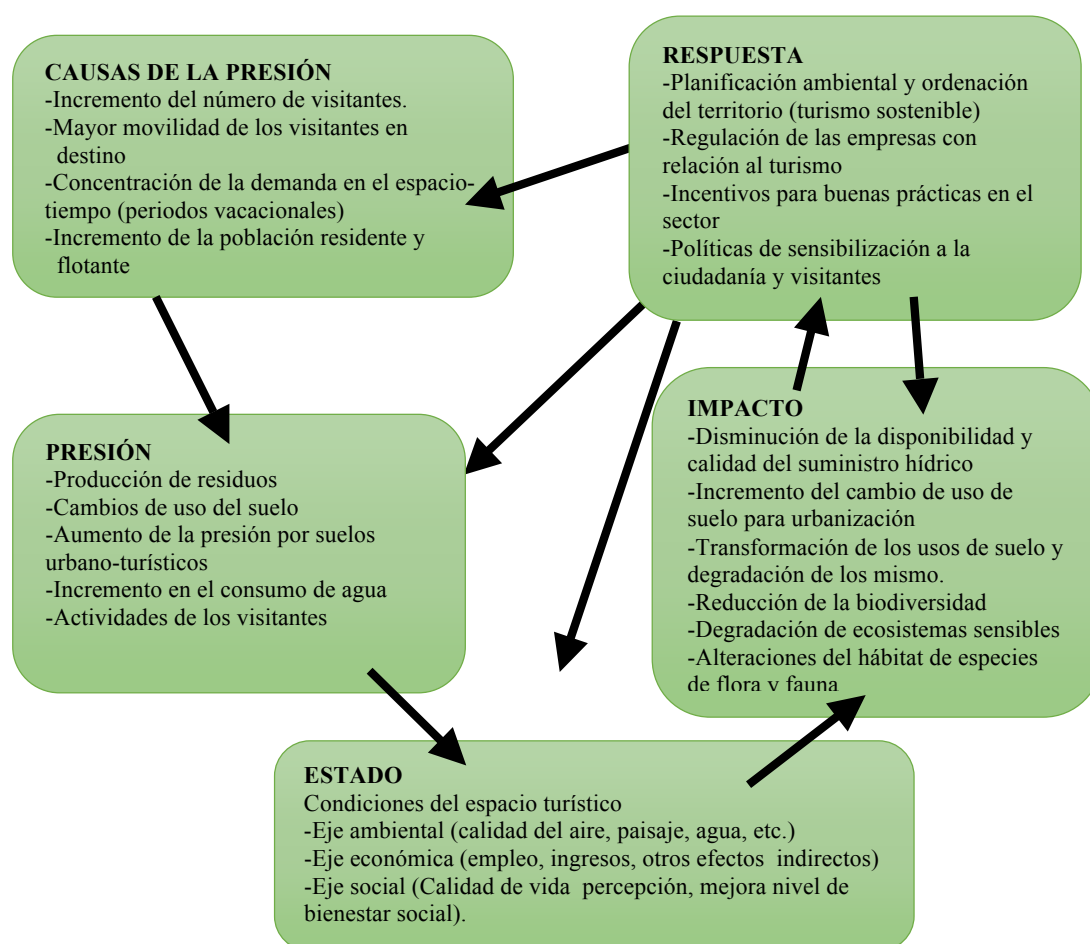 CAUSAS DE LA PRESIÓN
-Incremento del número de visitantes.
-Mayor movilidad de los visitantes en
destino
-Concentración de la demanda en el espacio-
tiempo (periodos vacacionales)
-Incremento de la población residente y
flotante
RESPUESTA
-Planificación ambiental y ordenación
del territorio (turismo sostenible)
-Regulación de las empresas con
relación al turismo
-Incentivos para buenas prácticas en el
sector
-Políticas de sensibilización a la
ciudadanía y visitantes
PRESIÓN
-Producción de residuos
-Cambios de uso del suelo
-Aumento de la presión por suelos
urbano-turísticos
-Incremento en el consumo de agua
-Actividades de los visitantes
IMPACTO
-Disminución de la disponibilidad y
calidad del suministro hídrico
-Incremento del cambio de uso de
suelo para urbanización
-Transformación de los usos de suelo y
degradación de los mismo.
-Reducción de la biodiversidad
-Degradación de ecosistemas sensibles
-Alteraciones del hábitat de especies
de flora y fauna
ESTADO
Condiciones del espacio turístico
-Eje ambiental (calidad del aire, paisaje, agua, etc.)
-Eje económica (empleo, ingresos, otros efectos indirectos)
-Eje social (Calidad de vida percepción, mejora nivel de
bienestar social).